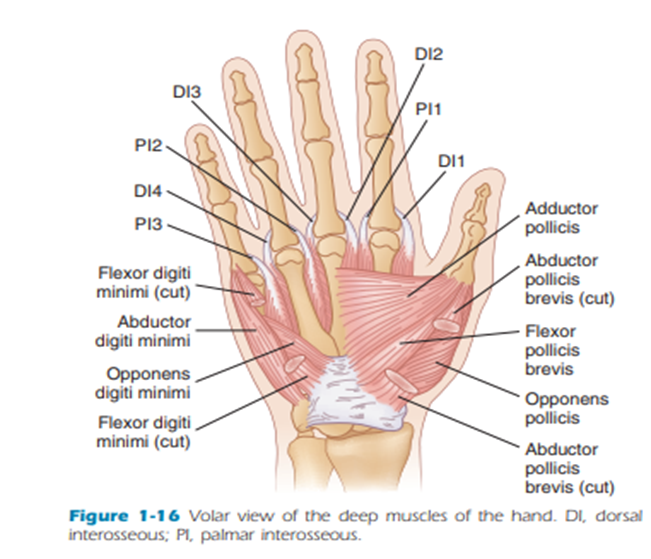 DI2
DI3
PI1
PI2
DI1
DI4
PI3
Adductor
pollicis
Abductor
pollicis
brevis (cut)
Flexor
pollicis
brevis
Opponens
pollicis
Abductor
pollicis
brevis (cut)
Flexor digiti
minimi (cut)
Abductor
digiti minimi
Opponens
digiti minimi
Flexor digiti
minimi (cut)
Figure 1-16 Volar view of the deep muscles of the hand. DI, dorsal
interosseous; PI, palmar interosseous.